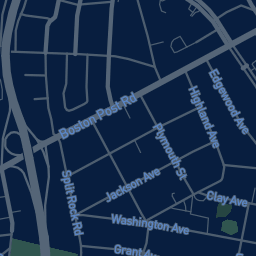 Boston Post Rd
Edgewood Ave
Highland Ave
Plymouth St
Split Rock Rd
Jackson Ave
Clay Ave
Washington Ave
Grant Ave